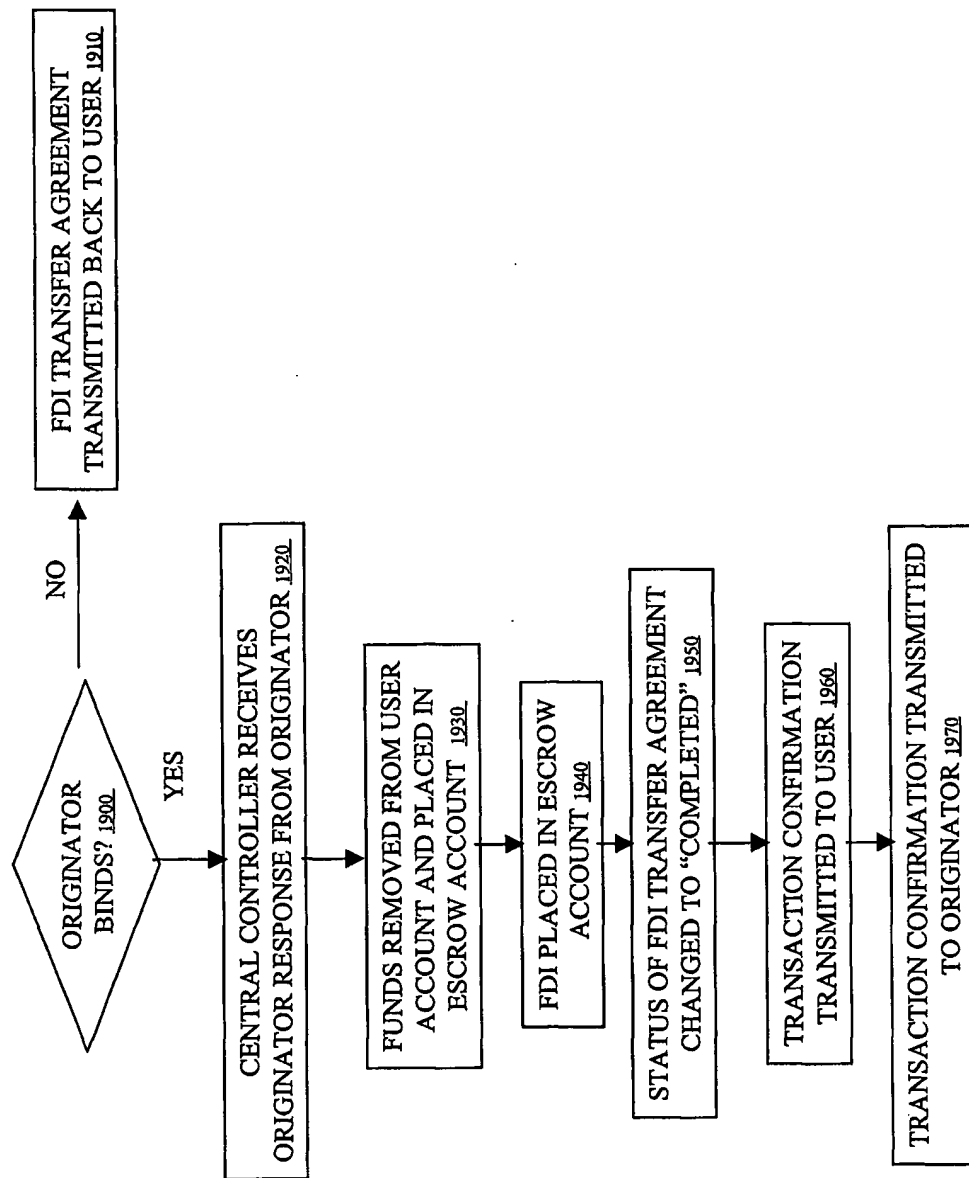 ORIGINATOR
BINDS? 1900
NO
FDI TRANSFER AGREEMENT
TRANSMITTED BACK TO USER 1910
YES
CENTRAL CONTROLLER RECEIVES
ORIGINATOR RESPONSE FROM ORIGINATOR 1920
FUNDS REMOVED FROM USER
ACCOUNT AND PLACED IN
ESCROW ACCOUNT 1930
FDI PLACED IN ESCROW
ACCOUNT 1940
STATUS OF FDI TRANSFER AGREEMENT
CHANGED TO “COMPLETED” 1950
TRANSACTION CONFIRMATION
TRANSMITTED TO USER 1960
TRANSACTION CONFIRMATION TRANSMITTED
TO ORIGINATOR 1970